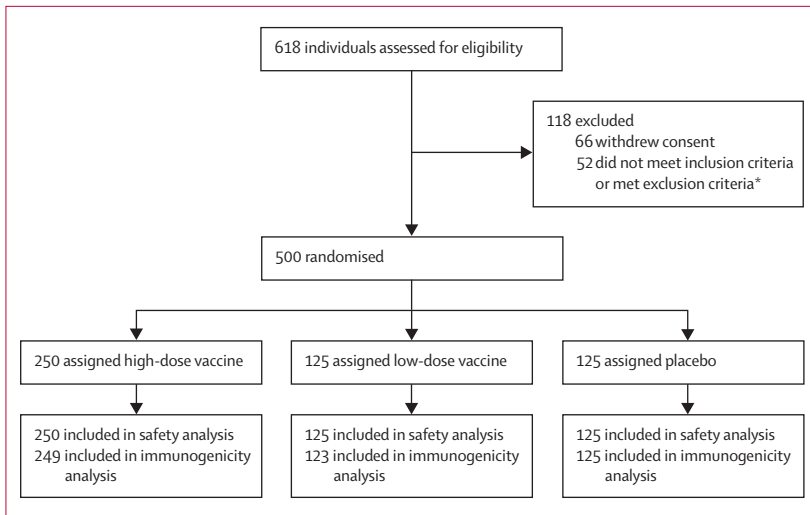 618 individuals assessed for eligibility
118 excluded
66 withdrew consent
52 did not meet inclusion criteria
or met exclusion criteria*
500 randomised
250 assigned high-dose vaccine
125 assigned low-dose vaccine
125 assigned placebo
250 included in safety analysis
249 included in immunogenicity
analysis
125 included in safety analysis
123 included in immunogenicity
analysis
125 included in safety analysis
125 included in immunogenicity
analysis